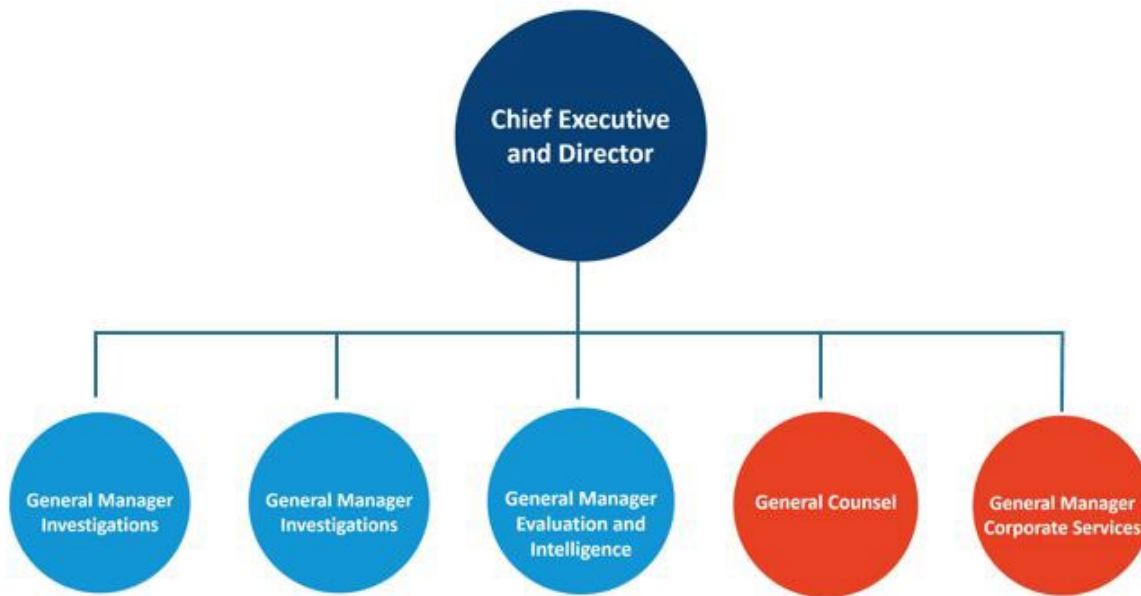 Chief Executive
and Director
General Manager
Investigations
General Manager
Investigations
General Manager
Evaluation and
Intelligence
General Counsel
General Manager
Corporate Services